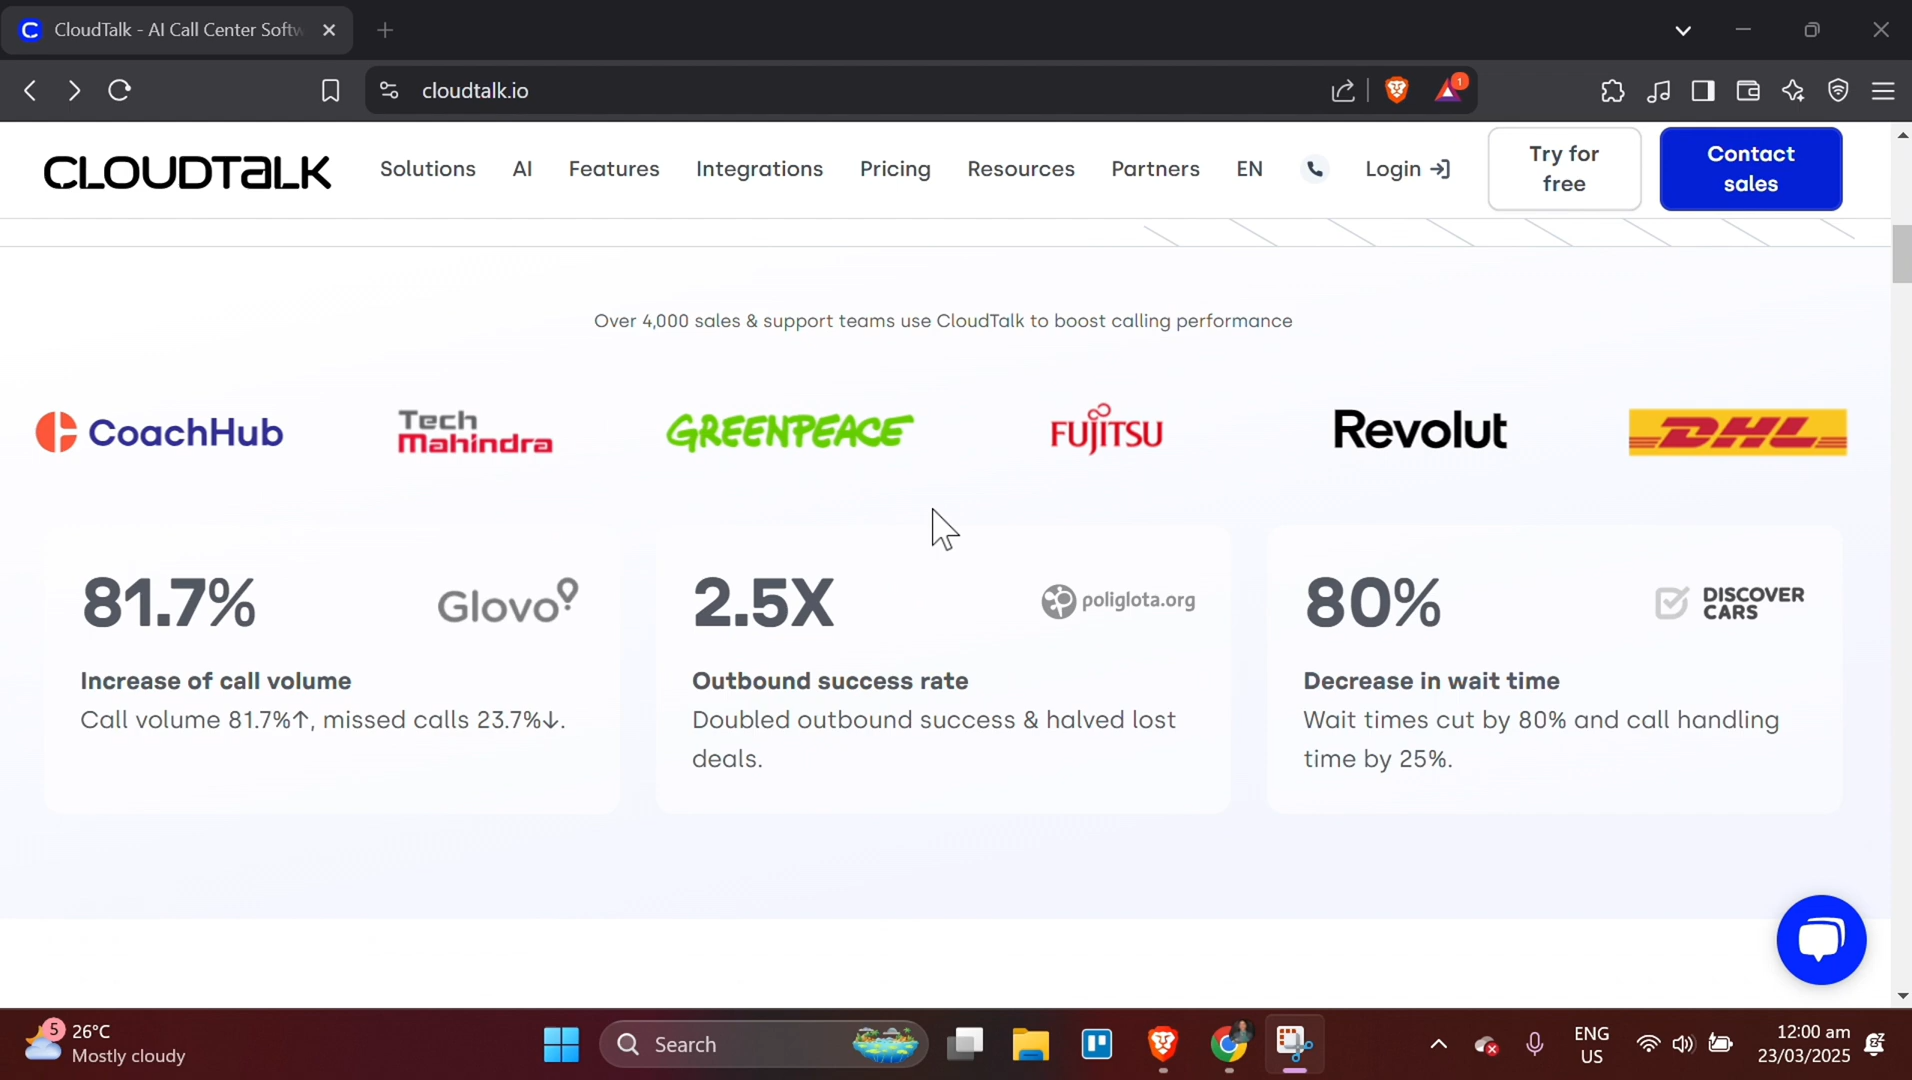 CloudTalk - AI Call Center Softw
cloudtalk.io
1
CLOUDTALK
Solutions
AI
Features
Integrations
Pricing
Resources
Partners
EN
Login
Try for
free
Contact
sales
Over 4,000 sales & support teams use CloudTalk to boost calling performance
CoachHub
Tech
Mahindra
GREENPEACE
FUJITSU
Revolut
DHL
81.7%
Glovo
Increase of call volume
Call volume 81.7%↑, missed calls 23.7%↓.
2.5X
poliglota.org
Outbound success rate
Doubled outbound success & halved lost
deals.
80%
DISCOVER
CARS
Decrease in wait time
Wait times cut by 80% and call handling
time by 25%.
5
26°C
Mostly cloudy
Search
ENG
US
12:00 am
23/03/2025